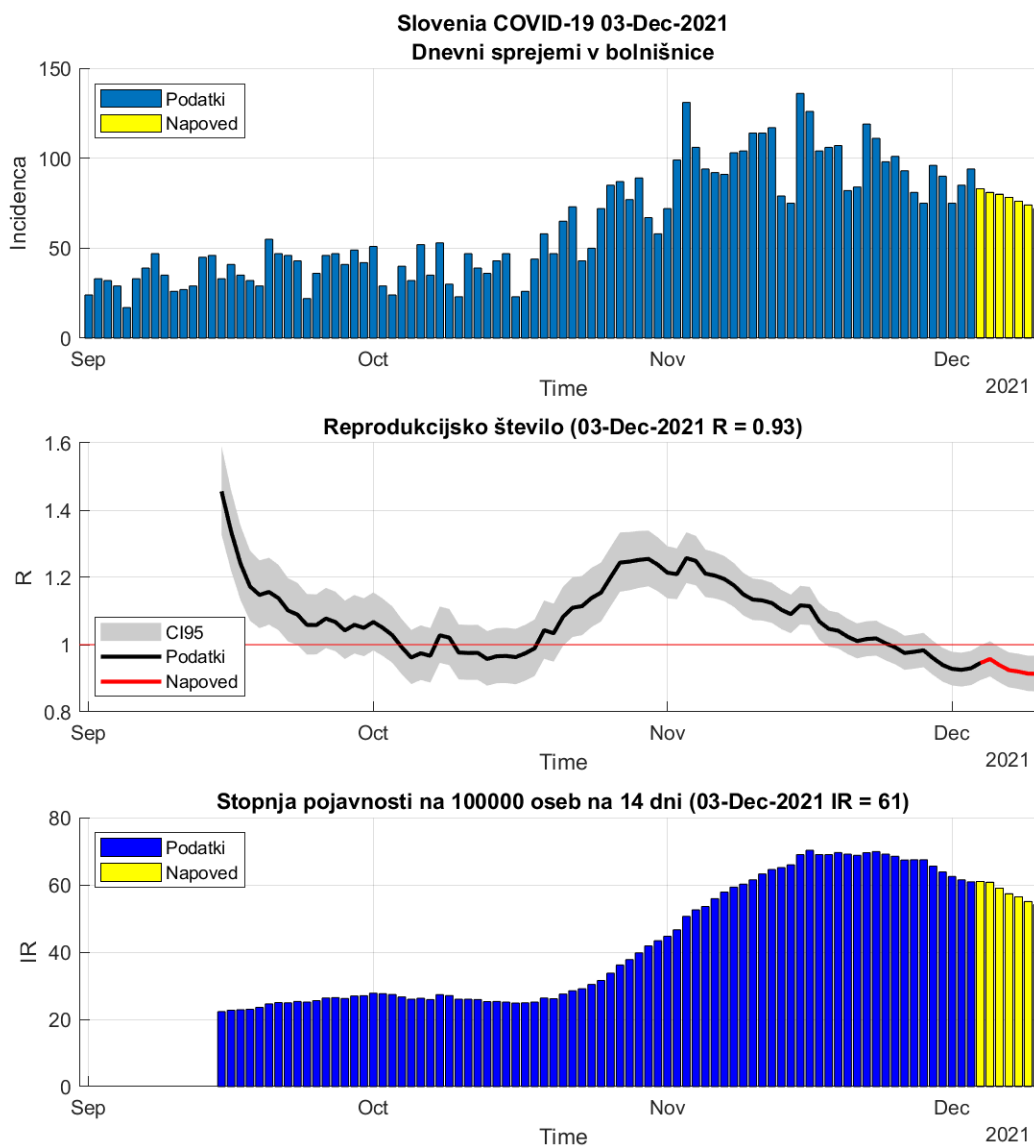 Slovenia COVID-19 03-Dec-2021
Dnevni sprejemi v bolnišnice
150
100
50
0
Incidenca
Podatki
Napoved
Sep
Oct
Nov
Dec
Time
2021
Reprodukcijsko število (03-Dec-2021 R = 0.93)
1.6
1.4
1.2
1
0.8
R
CI95
Podatki
Napoved
Sep
Oct
Nov
Dec
Time
2021
Stopnja pojavnosti na 100000 oseb na 14 dni (03-Dec-2021 IR = 61)
80
60
40
20
0
IR
Podatki
Napoved
Sep
Oct
Nov
Dec
Time
2021